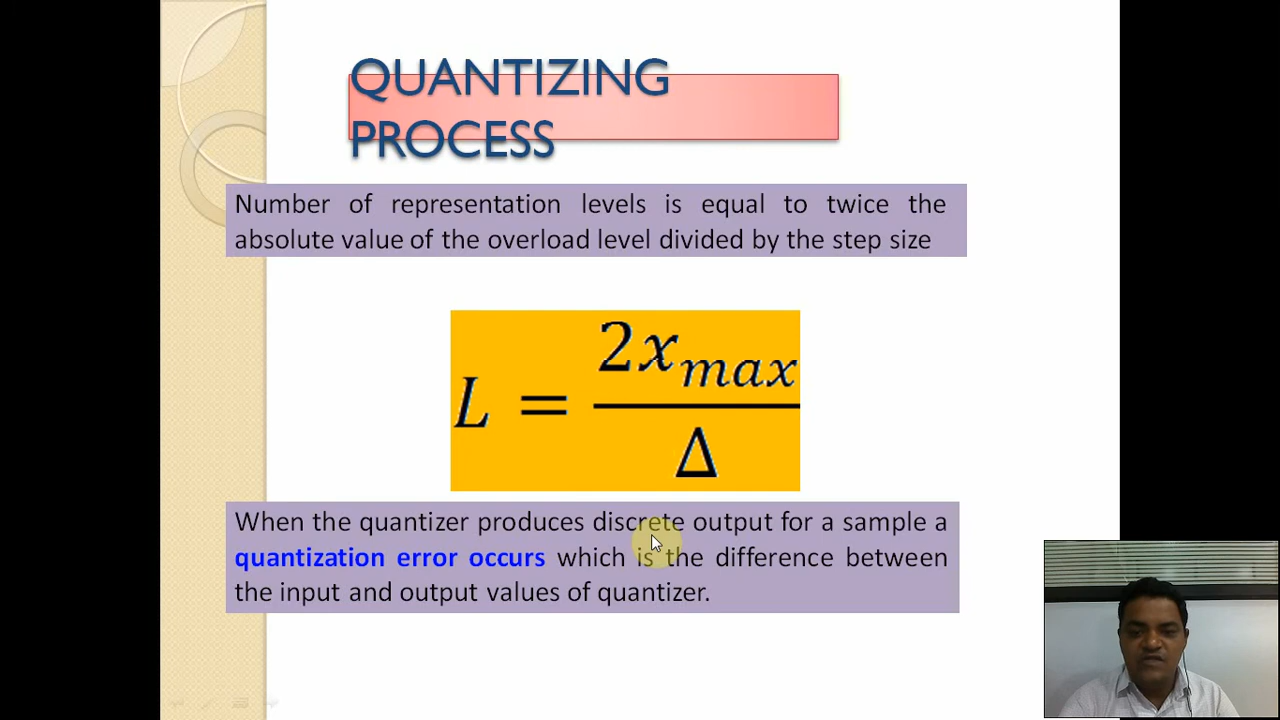 QUANTIZING
PROCESS
Number of representation levels is equal to twice the
absolute value of the overload level divided by the step size
L = 2x_max / Δ
When the quantizer produces discrete output for a sample a
quantization error occurs which is the difference between
the input and output values of quantizer.